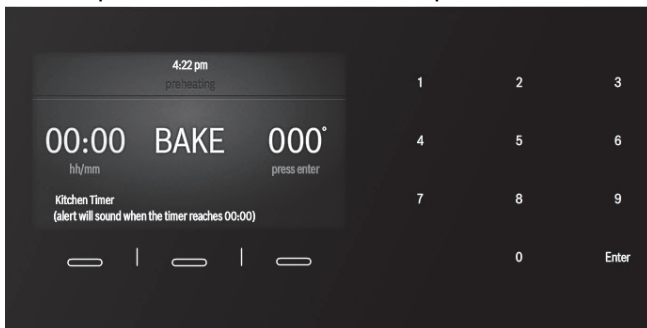 4:22 pm
preheating
00:00 BAKE 000°
hh/mm press enter
Kitchen Timer
(alert will sound when the timer reaches 00:00)
1 2 3
4 5 6
7 8 9
0 Enter